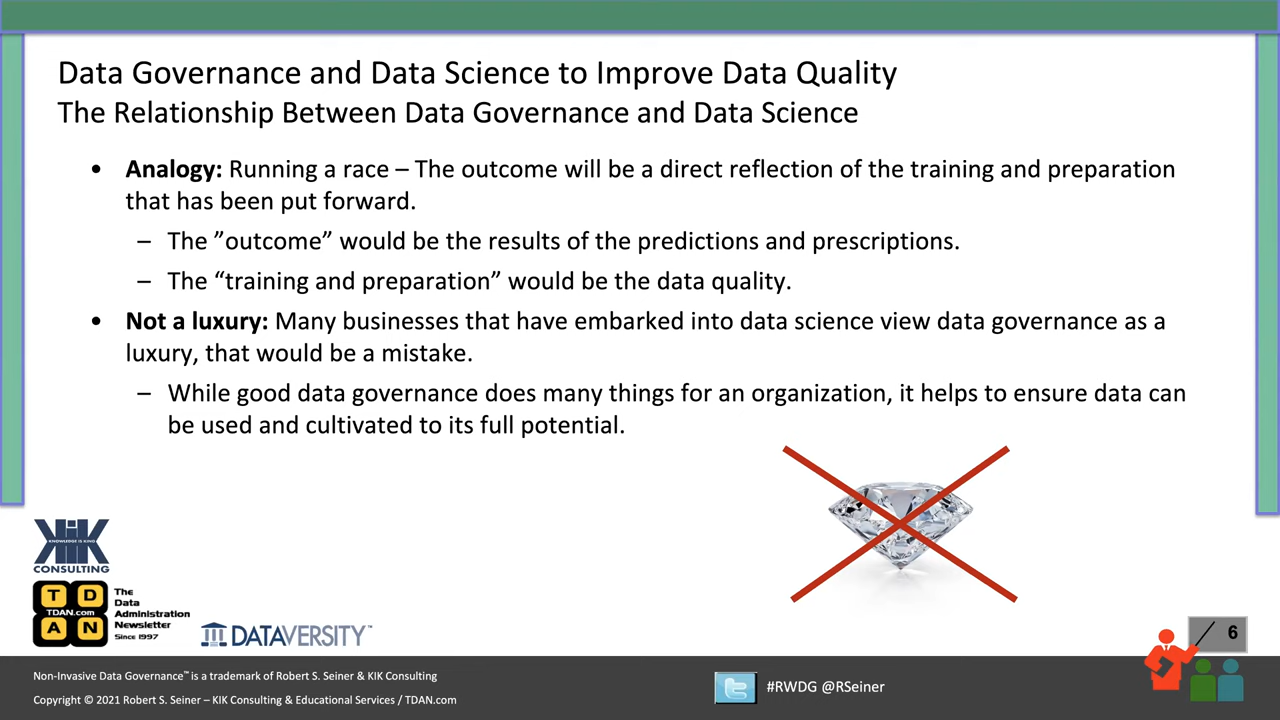 Data Governance and Data Science to Improve Data Quality
The Relationship Between Data Governance and Data Science
• Analogy: Running a race – The outcome will be a direct reflection of the training and preparation
that has been put forward.
– The ”outcome” would be the results of the predictions and prescriptions.
– The “training and preparation” would be the data quality.
• Not a luxury: Many businesses that have embarked into data science view data governance as a
luxury, that would be a mistake.
– While good data governance does many things for an organization, it helps to ensure data can
be used and cultivated to its full potential.
KIK
KNOWLEDGE IS KING
CONSULTING
T D
TDAN.com
A N
The
Data
Administration
Newsletter
Since 1997
DATAVERSITY™
6
Non-Invasive Data Governance™ is a trademark of Robert S. Seiner & KIK Consulting
Copyright © 2021 Robert S. Seiner – KIK Consulting & Educational Services / TDAN.com
#RWDG @RSeiner